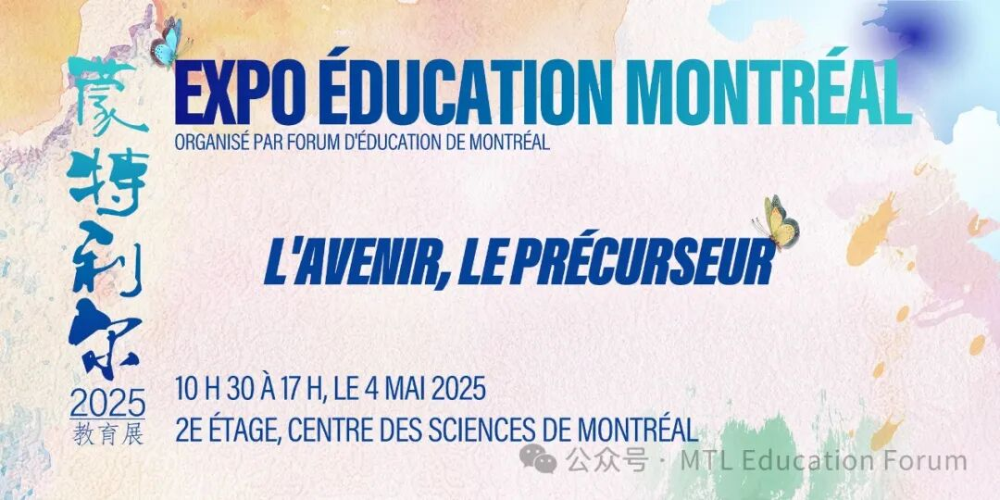 蒙特利尔
2025
教育展
EXPO ÉDUCATION MONTRÉAL
ORGANISÉ PAR FORUM D'ÉDUCATION DE MONTRÉAL
L'AVENIR, LE PRÉCURSEUR
10 H 30 À 17 H, LE 4 MAI 2025
2E ÉTAGE, CENTRE DES SCIENCES DE MONTRÉAL
公众号 · MTL Education Forum